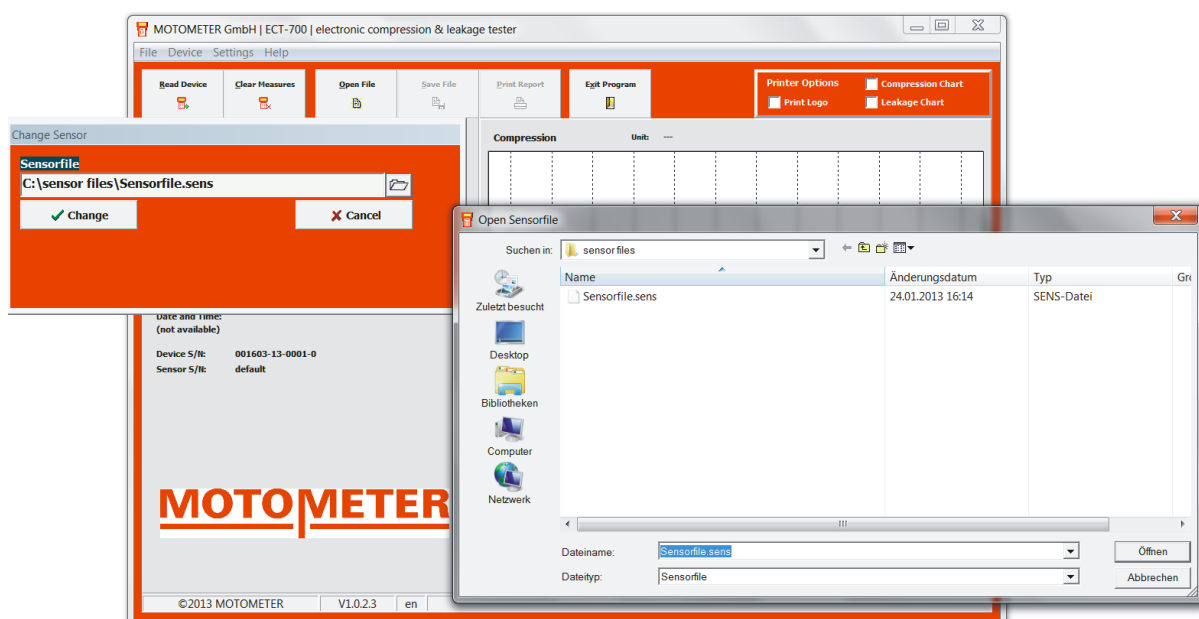 MOTOMETER GmbH | ECT-700 | electronic compression & leakage tester
File Device Settings Help
Read Device Clear Measures Open File Save File Print Report Exit Program
Printer Options Compression Chart
Print Logo Leakage Chart
Change Sensor
Sensorfile
C:\sensor files\Sensorfile.sens
Change Cancel
Compression Unit: ---
Open Sensorfile
Suchen in: sensor files
Name Änderungsdatum Typ Grö
Sensorfile.sens 24.01.2013 16:14 SENS-Datei
Zuletzt besucht
Desktop
Bibliotheken
Computer
Netzwerk
Dateiname: Sensorfile.sens Öffnen
Dateityp: Sensorfile Abbrechen
Date and Time:
(not available)
Device S/N: 001603-13-0001-0
Sensor S/N: default
MOTOMETER
©2013 MOTOMETER V1.0.2.3 en